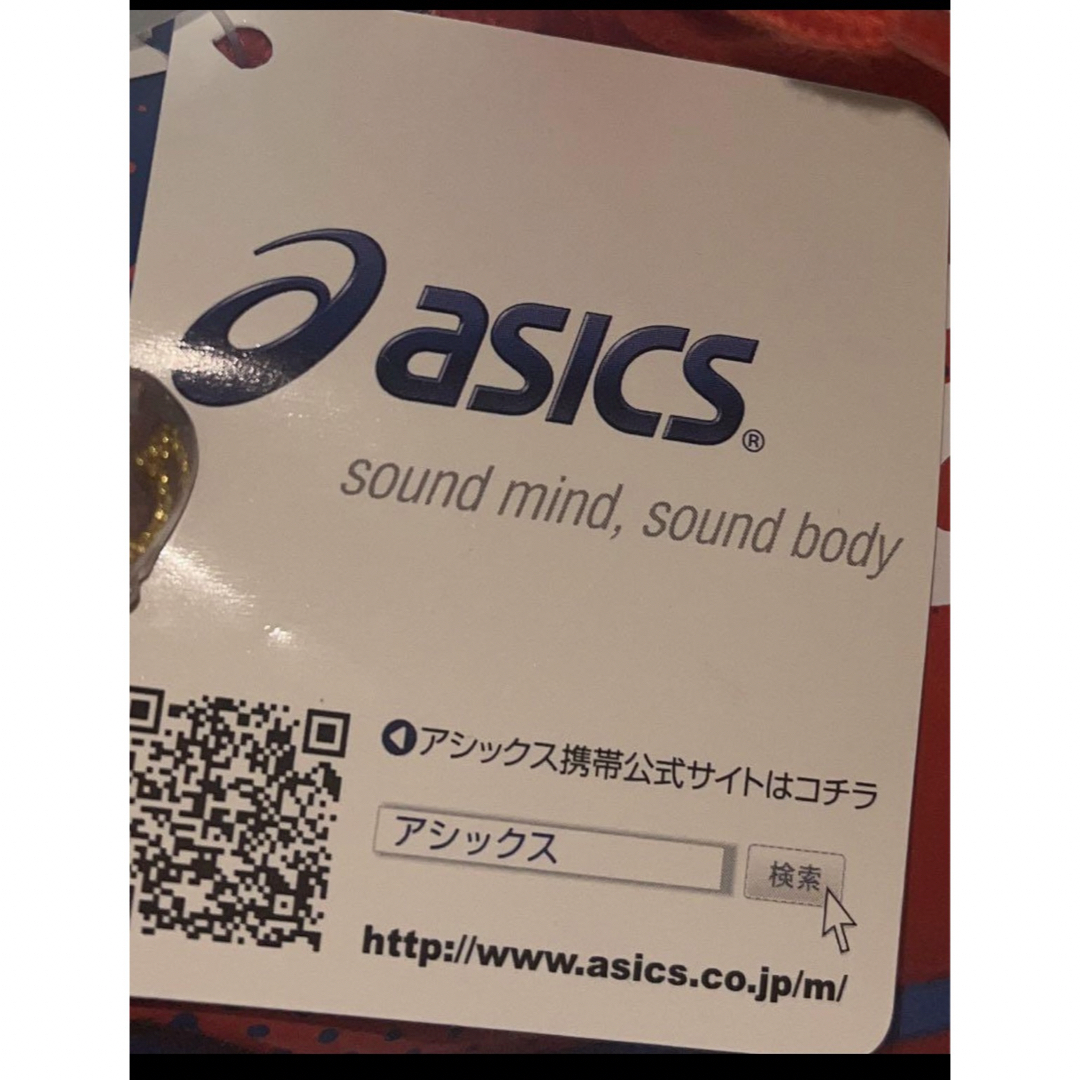 asics®
sound mind, sound body
アシックス携帯公式サイトはコチラ
アシックス 検索
http://www.asics.co.jp/m/